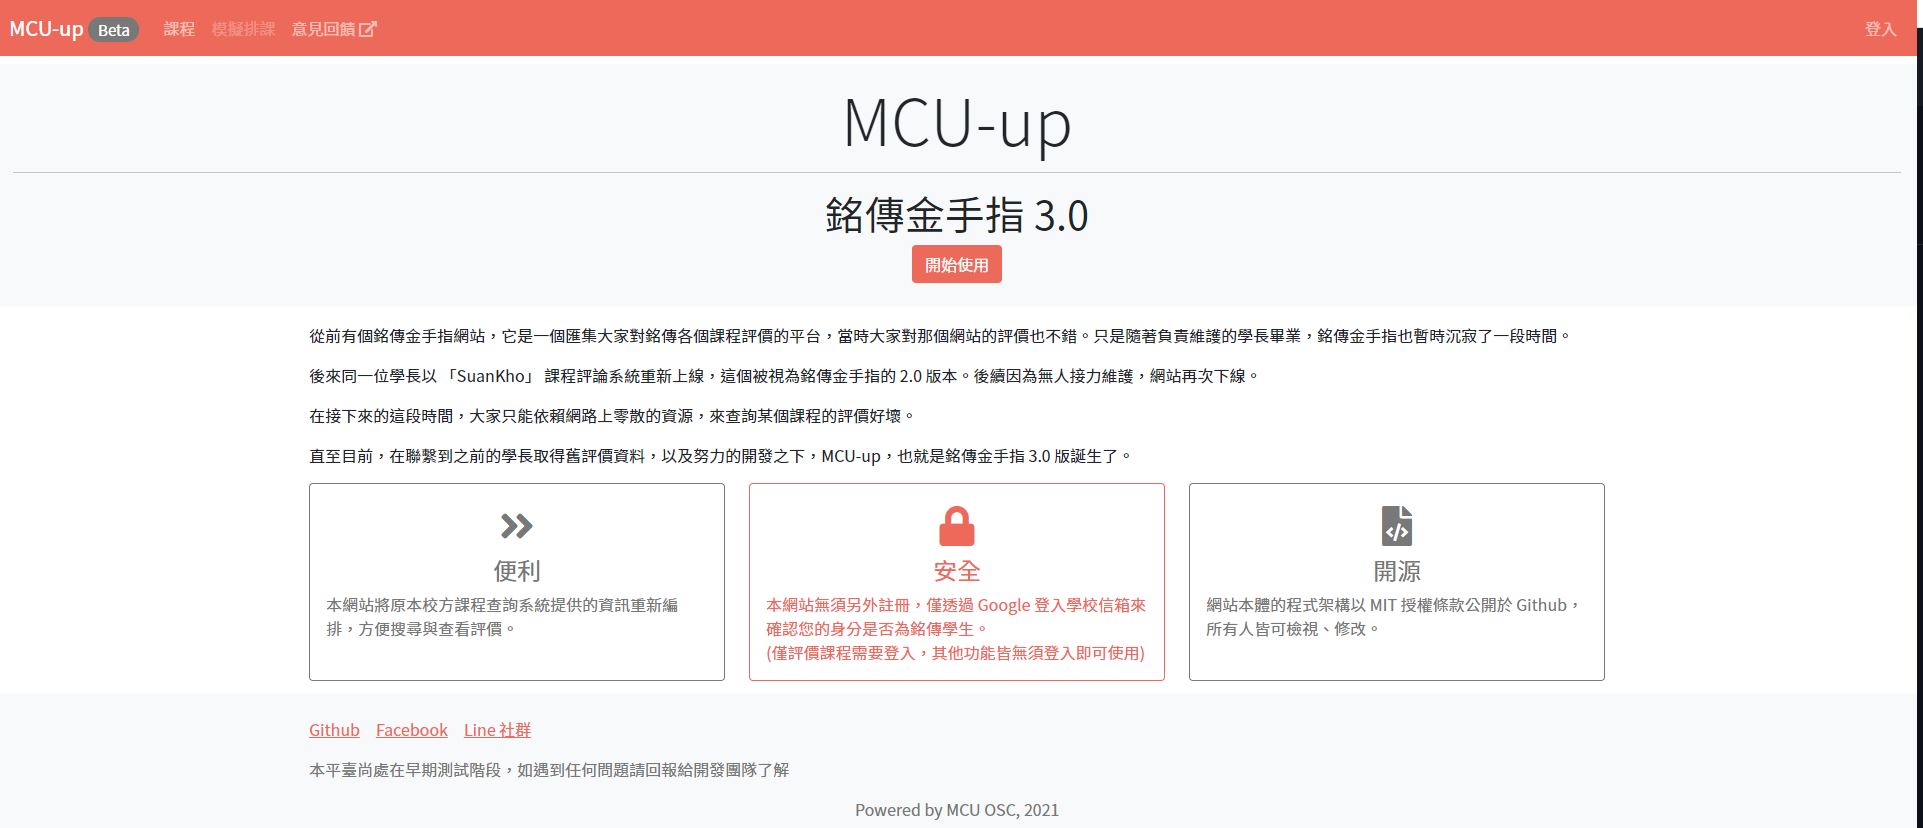 MCU-up Beta 課程 模擬排課 意見回饋 登入
MCU-up
銘傳金手指 3.0
開始使用
從前有個銘傳金手指網站，它是一個匯集大家對銘傳各個課程評價的平台，當時大家對那個網站的評價也不錯。只是隨著負責維護的學長畢業，銘傳金手指也暫時沉寂了一段時間。
後來同一位學長以 「SuanKho」 課程評論系統重新上線，這個被視為銘傳金手指的 2.0 版本。後續因為無人接力維護，網站再次下線。
在接下來的這段時間，大家只能依賴網路上零散的資源，來查詢某個課程的評價好壞。
直至目前，在聯繫到之前的學長取得舊評價資料，以及努力的開發之下，MCU-up，也就是銘傳金手指 3.0 版誕生了。
便利
本網站將原本校方課程查詢系統提供的資訊重新編
排，方便搜尋與查看評價。
安全
本網站無須另外註冊，僅透過 Google 登入學校信箱來
確認您的身分是否為銘傳學生。
(僅評價課程需要登入，其他功能皆無須登入即可使用)
開源
網站本體的程式架構以 MIT 授權條款公開於 Github，
所有人皆可檢視、修改。
Github Facebook Line 社群
本平臺尚處在早期測試階段，如遇到任何問題請回報給開發團隊了解
Powered by MCU OSC, 2021